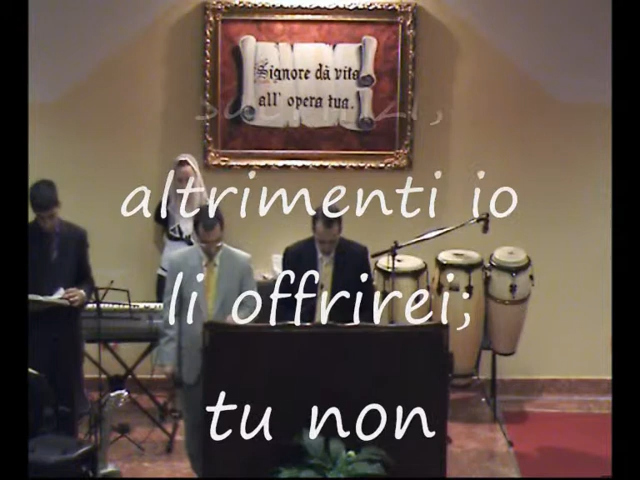 Signore dà vita
all' opera tua.
altrimenti io
li offrirei;
tu non